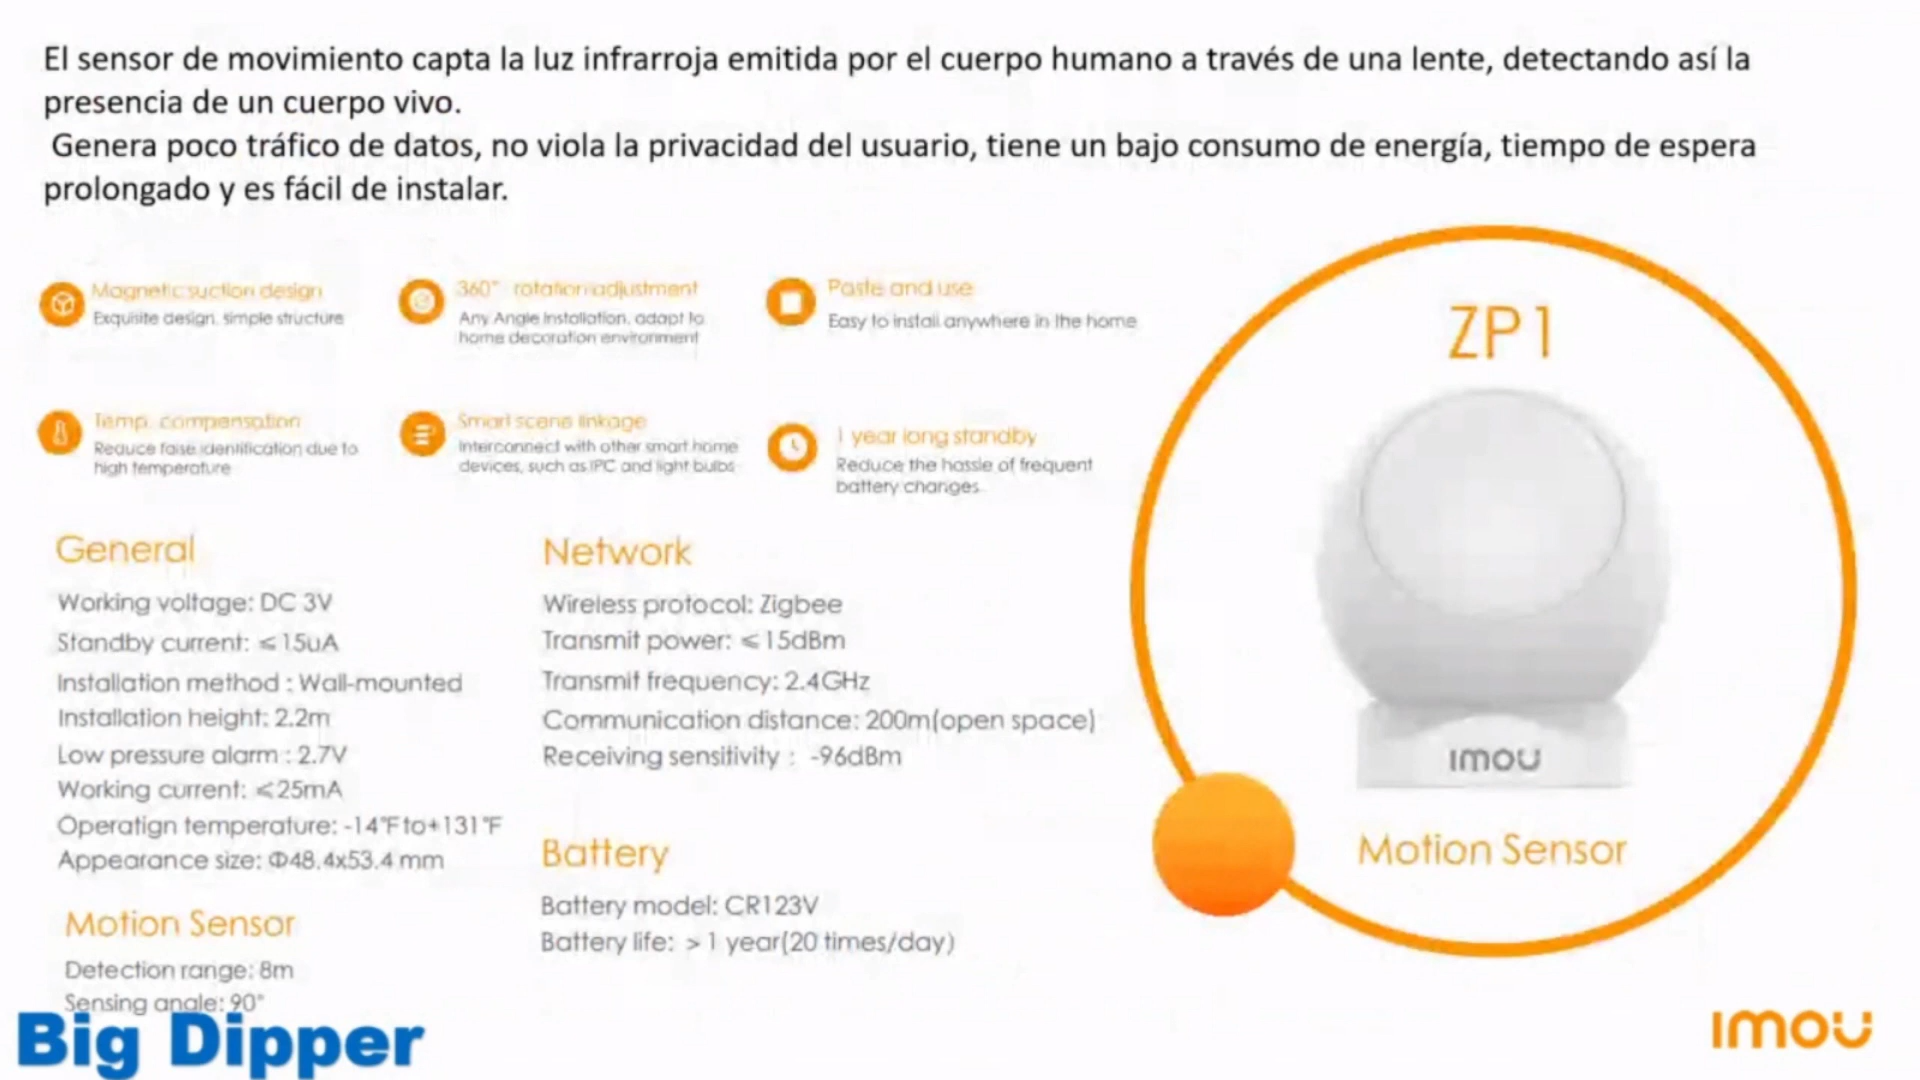 El sensor de movimiento capta la luz infrarroja emitida por el cuerpo humano a través de una lente, detectando así la
presencia de un cuerpo vivo.
Genera poco tráfico de datos, no viola la privacidad del usuario, tiene un bajo consumo de energía, tiempo de espera
prolongado y es fácil de instalar.
Magnetic suction design
Exquisite design, simple structure
360° rotation adjustment
Any Angle Installation, adapt to
home decoration environment
Paste and use
Easy to install anywhere in the home
Temp. compensation
Reduce false identification due to
high temperature
Smart scene linkage
Interconnect with other smart home
devices, such as IPC and light bulbs
1 year long standby
Reduce the hassle of frequent
battery changes
General
Working voltage: DC 3V
Standby current: ≤15uA
Installation method : Wall-mounted
Installation height: 2.2m
Low pressure alarm : 2.7V
Working current: ≤25mA
Operatign temperature: -14℉to+131℉
Appearance size: Φ48.4x53.4 mm
Motion Sensor
Detection range: 8m
Sensing angle: 90°
Network
Wireless protocol: Zigbee
Transmit power: ≤15dBm
Transmit frequency: 2.4GHz
Communication distance: 200m(open space)
Receiving sensitivity : -96dBm
Battery
Battery model: CR123V
Battery life: >1 year(20 times/day)
ZP1
imou
Motion Sensor
Big Dipper
imou